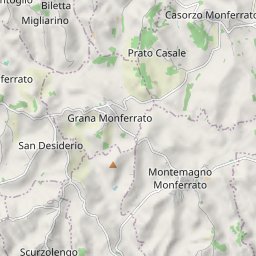 Biletta
Migliarino
Casorzo Monferrato
Prato Casale
Grana Monferrato
San Desiderio
Montemagno
Monferrato
Scurzolengo